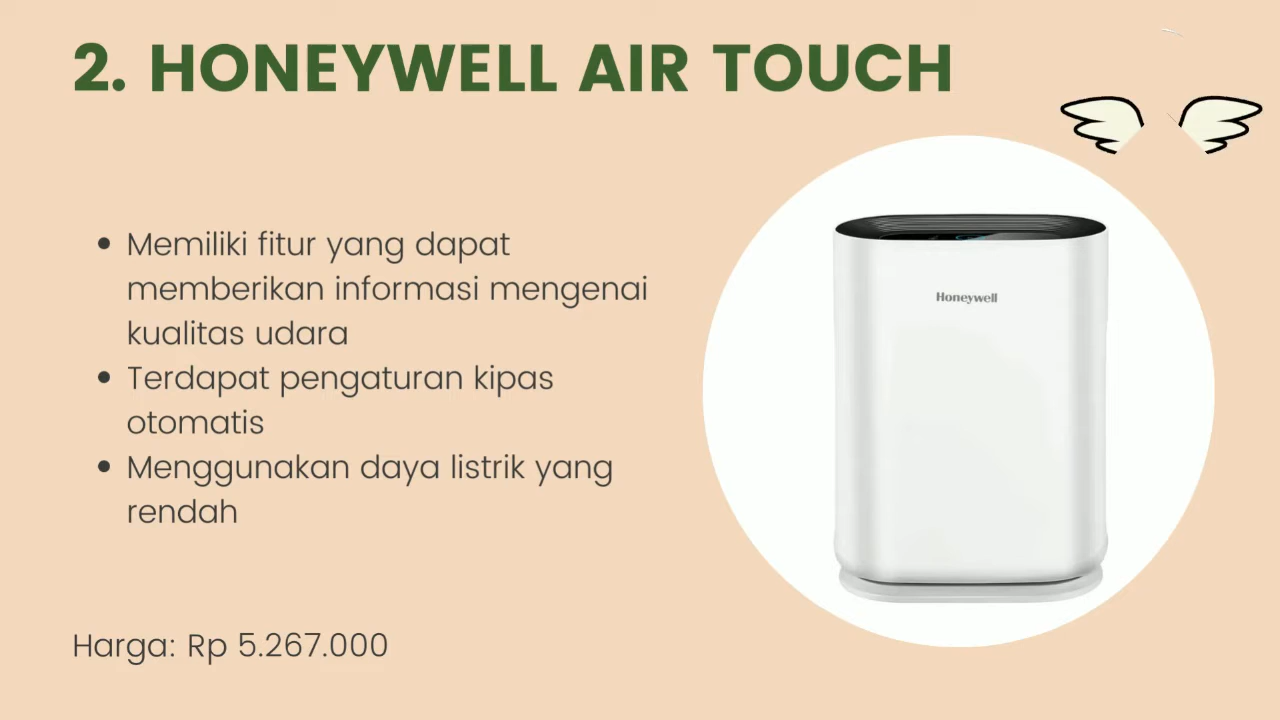 2. HONEYWELL AIR TOUCH
• Memiliki fitur yang dapat
memberikan informasi mengenai
kualitas udara
• Terdapat pengaturan kipas
otomatis
• Menggunakan daya listrik yang
rendah
Honeywell
Harga: Rp 5.267.000